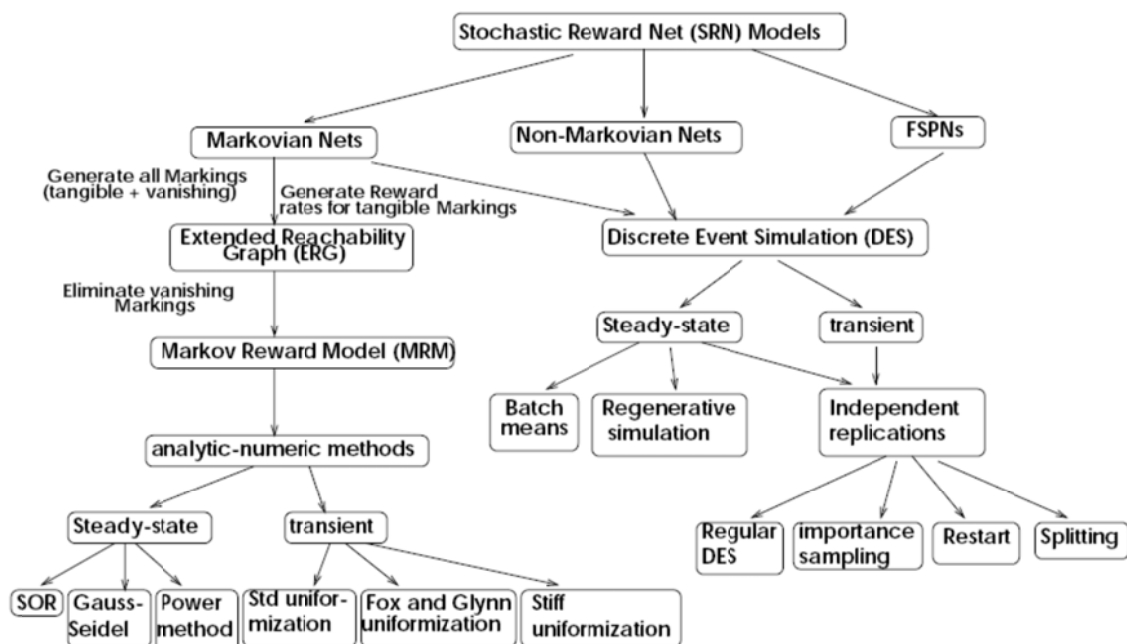 Stochastic Reward Net (SRN) Models
Markovian Nets
Non-Markovian Nets
FSPNs
Generate all Markings
(tangible + vanishing)
Generate Reward
rates for tangible Markings
Extended Reachability
Graph (ERG)
Discrete Event Simulation (DES)
Eliminate vanishing
Markings
Steady-state
transient
Markov Reward Model (MRM)
Batch
means
Regenerative
simulation
Independent
replications
analytic-numeric methods
Steady-state
transient
Regular
DES
importance
sampling
Restart
Splitting
SOR
Gauss-
Seidel
Power
method
Std unifor-
mization
Fox and Glynn
uniformization
Stiff
uniformization